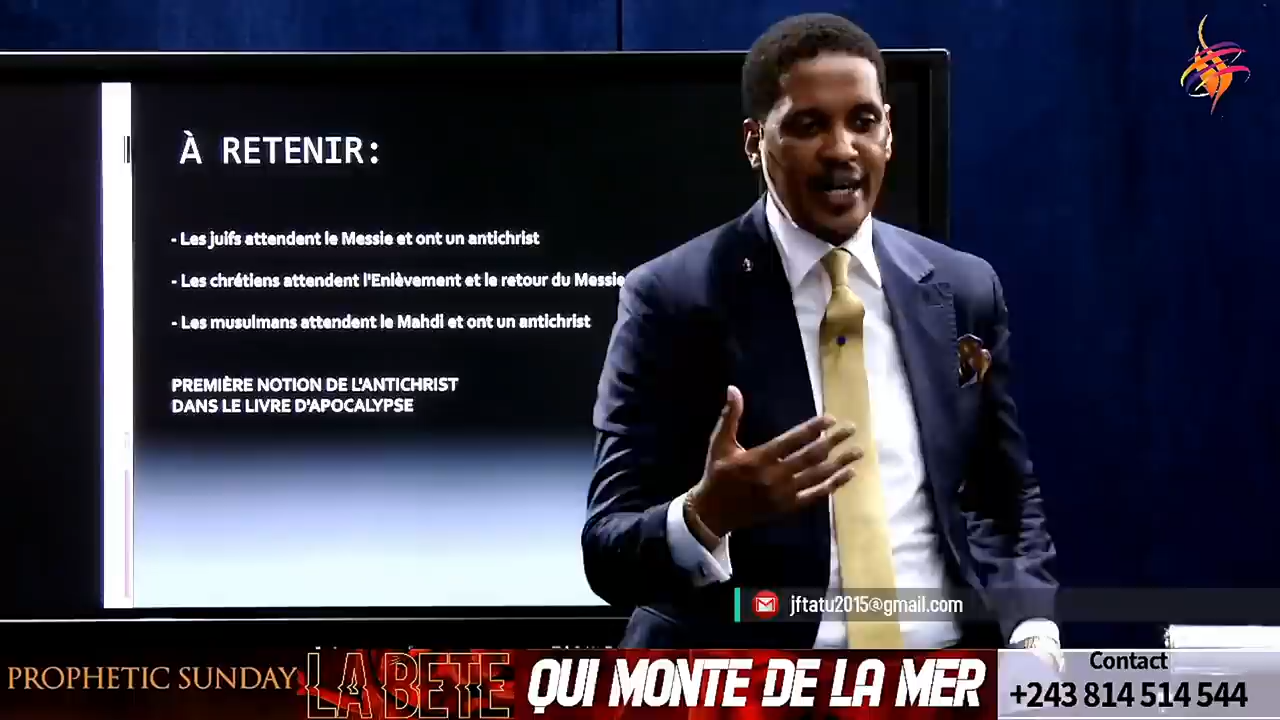 À RETENIR:
- Les juifs attendent le Messie et ont un antichrist
- Les chrétiens attendent l'Enlèvement et le retour du Messie
- Les musulmans attendent le Mahdi et ont un antichrist
PREMIÈRE NOTION DE L'ANTICHRIST
DANS LE LIVRE D'APOCALYPSE
jftatu2015@gmail.com
PROPHETIC SUNDAY LA BETE QUI MONTE DE LA MER
Contact
+243 814 514 544